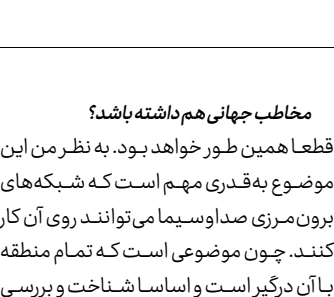 مخاطب جهانی هم داشته باشد؟
قطعا همین طور خواهد بود. به نظر من این
موضوع به‌قدری مهم است که شبکه‌های
برون‌مرزی صداوسیما می‌توانند روی آن کار
کنند. چون موضوعی است که تمام منطقه
با آن درگیر است و اساسا شناخت و بررسی